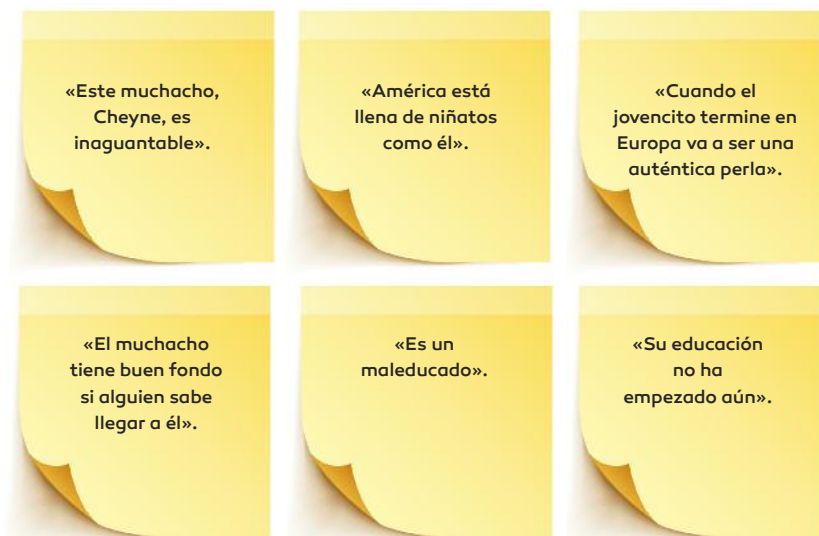 «Este muchacho,
Cheyne, es
inaguantable».
«América está
llena de niñatos
como él».
«Cuando el
jovencito termine en
Europa va a ser una
auténtica perla».
«El muchacho
tiene buen fondo
si alguien sabe
llegar a él».
«Es un
maleducado».
«Su educación
no ha
empezado aún».